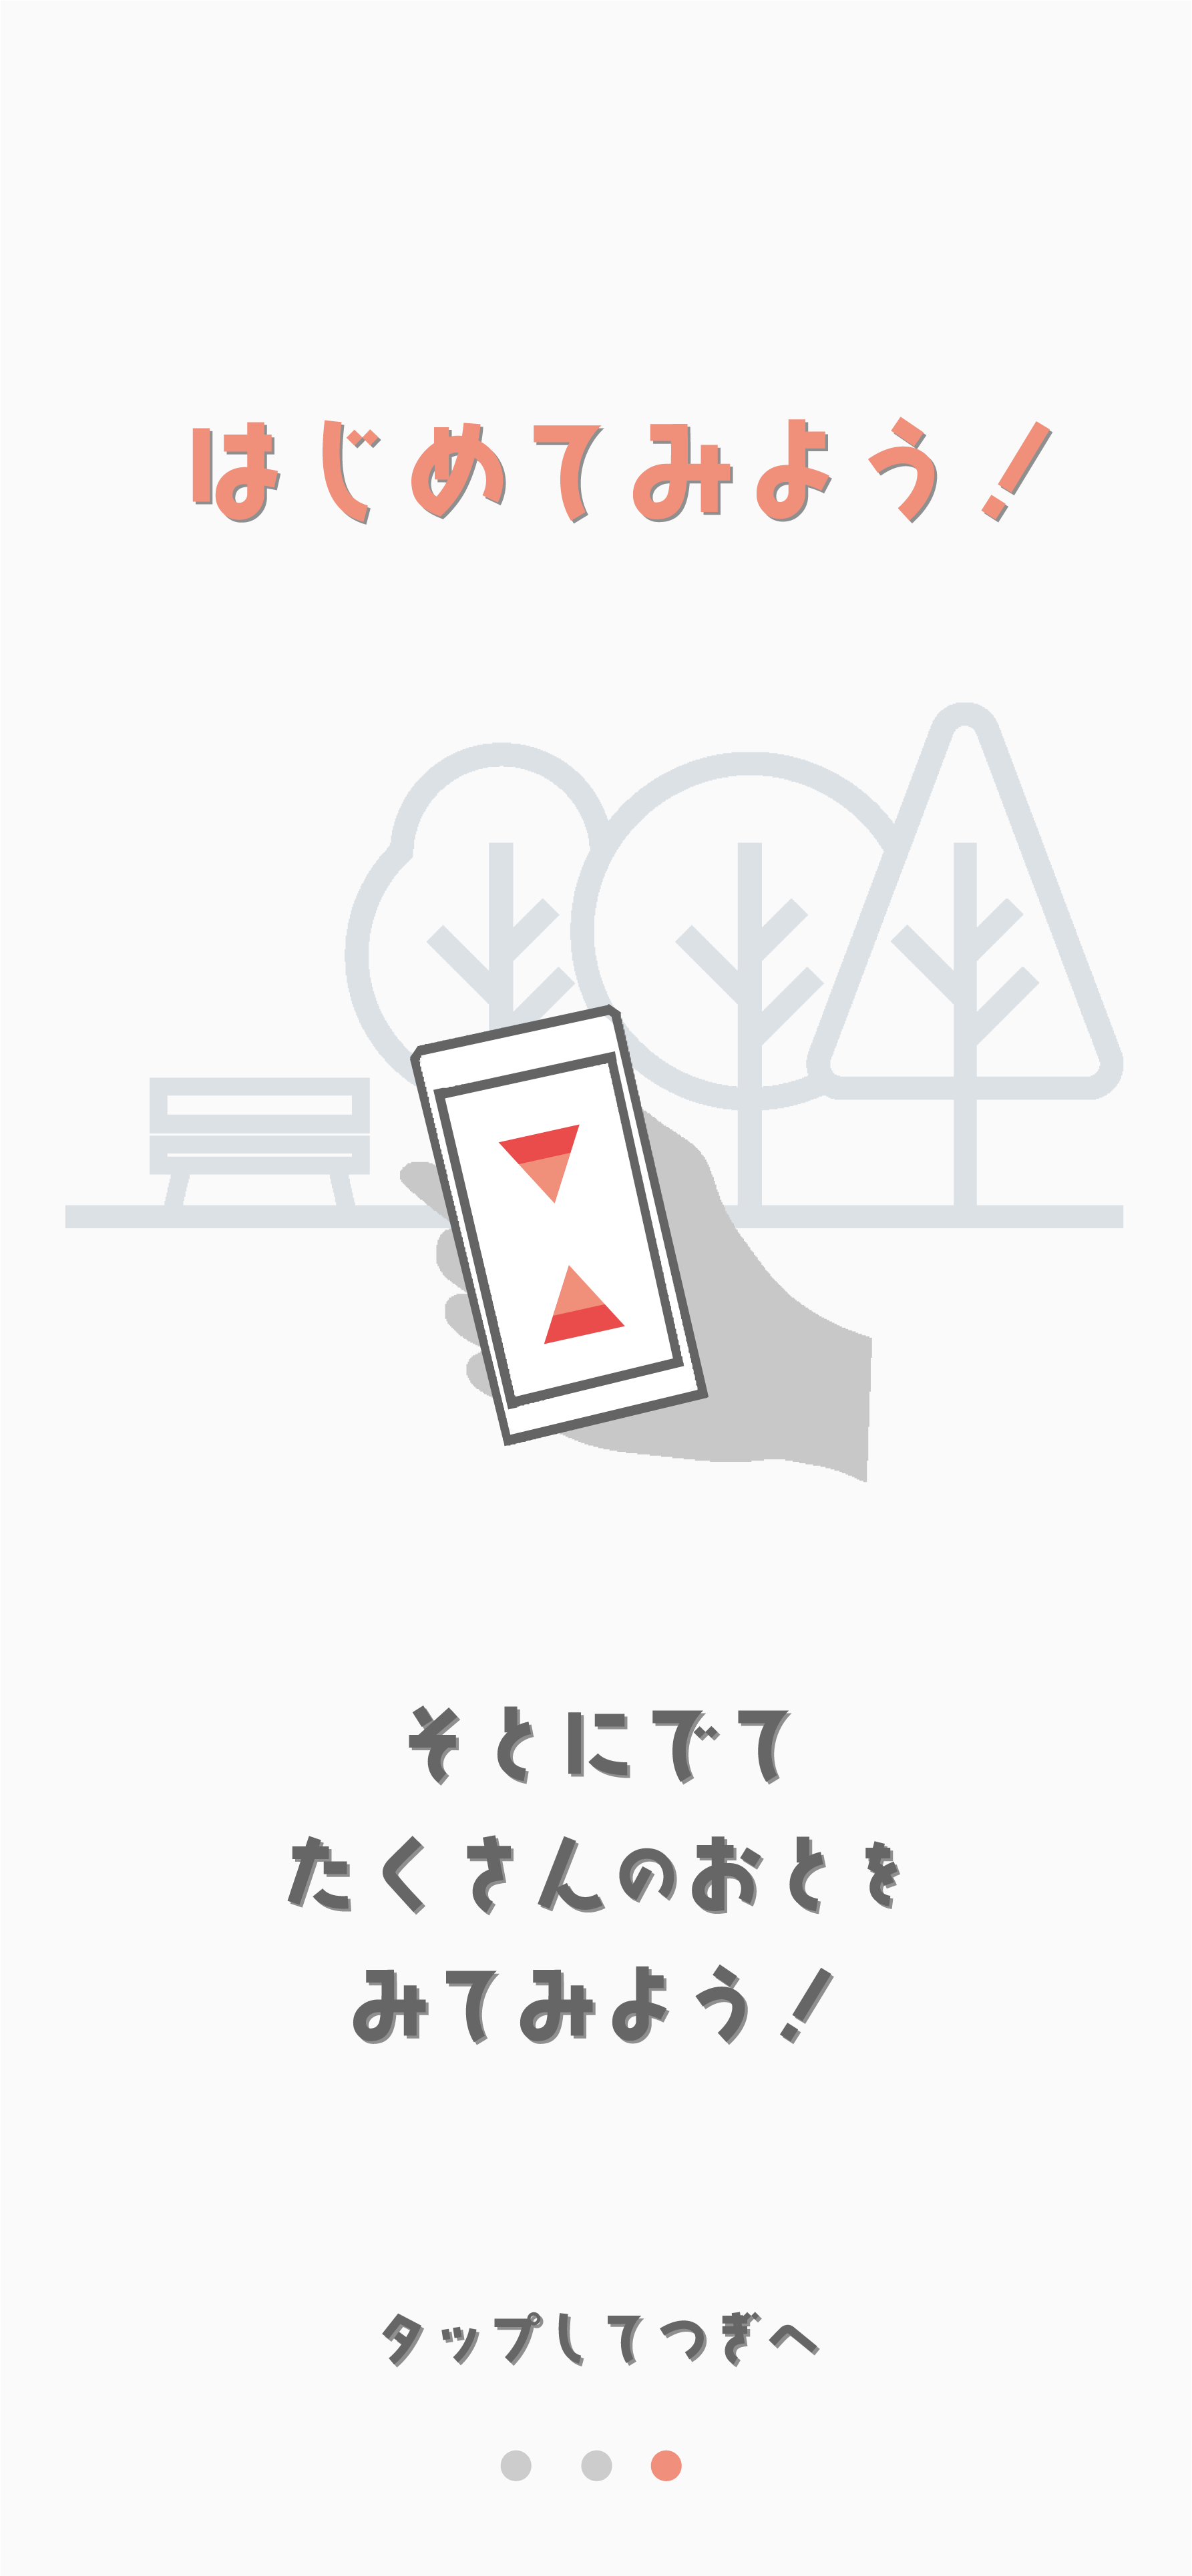 はじめてみよう！
そとにでて
たくさんのおとを
みてみよう！
タップしてつぎへ